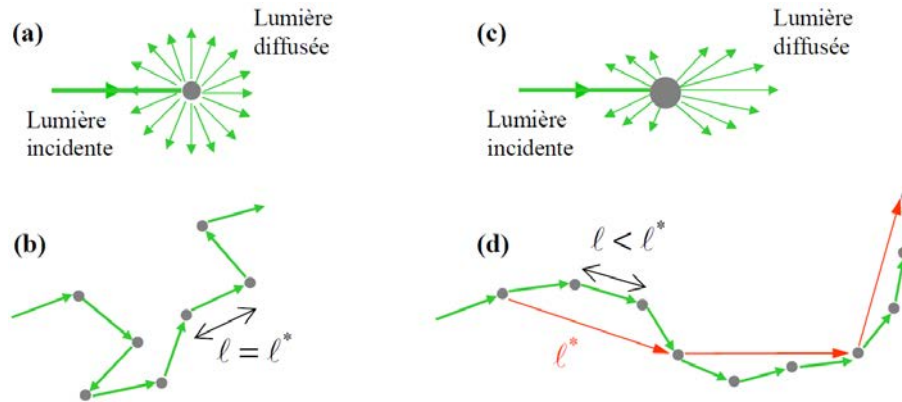 (a)
Lumière
diffusée
Lumière
incidente
(c)
Lumière
diffusée
Lumière
incidente
(b)
ℓ = ℓ*
(d)
ℓ < ℓ*
ℓ*